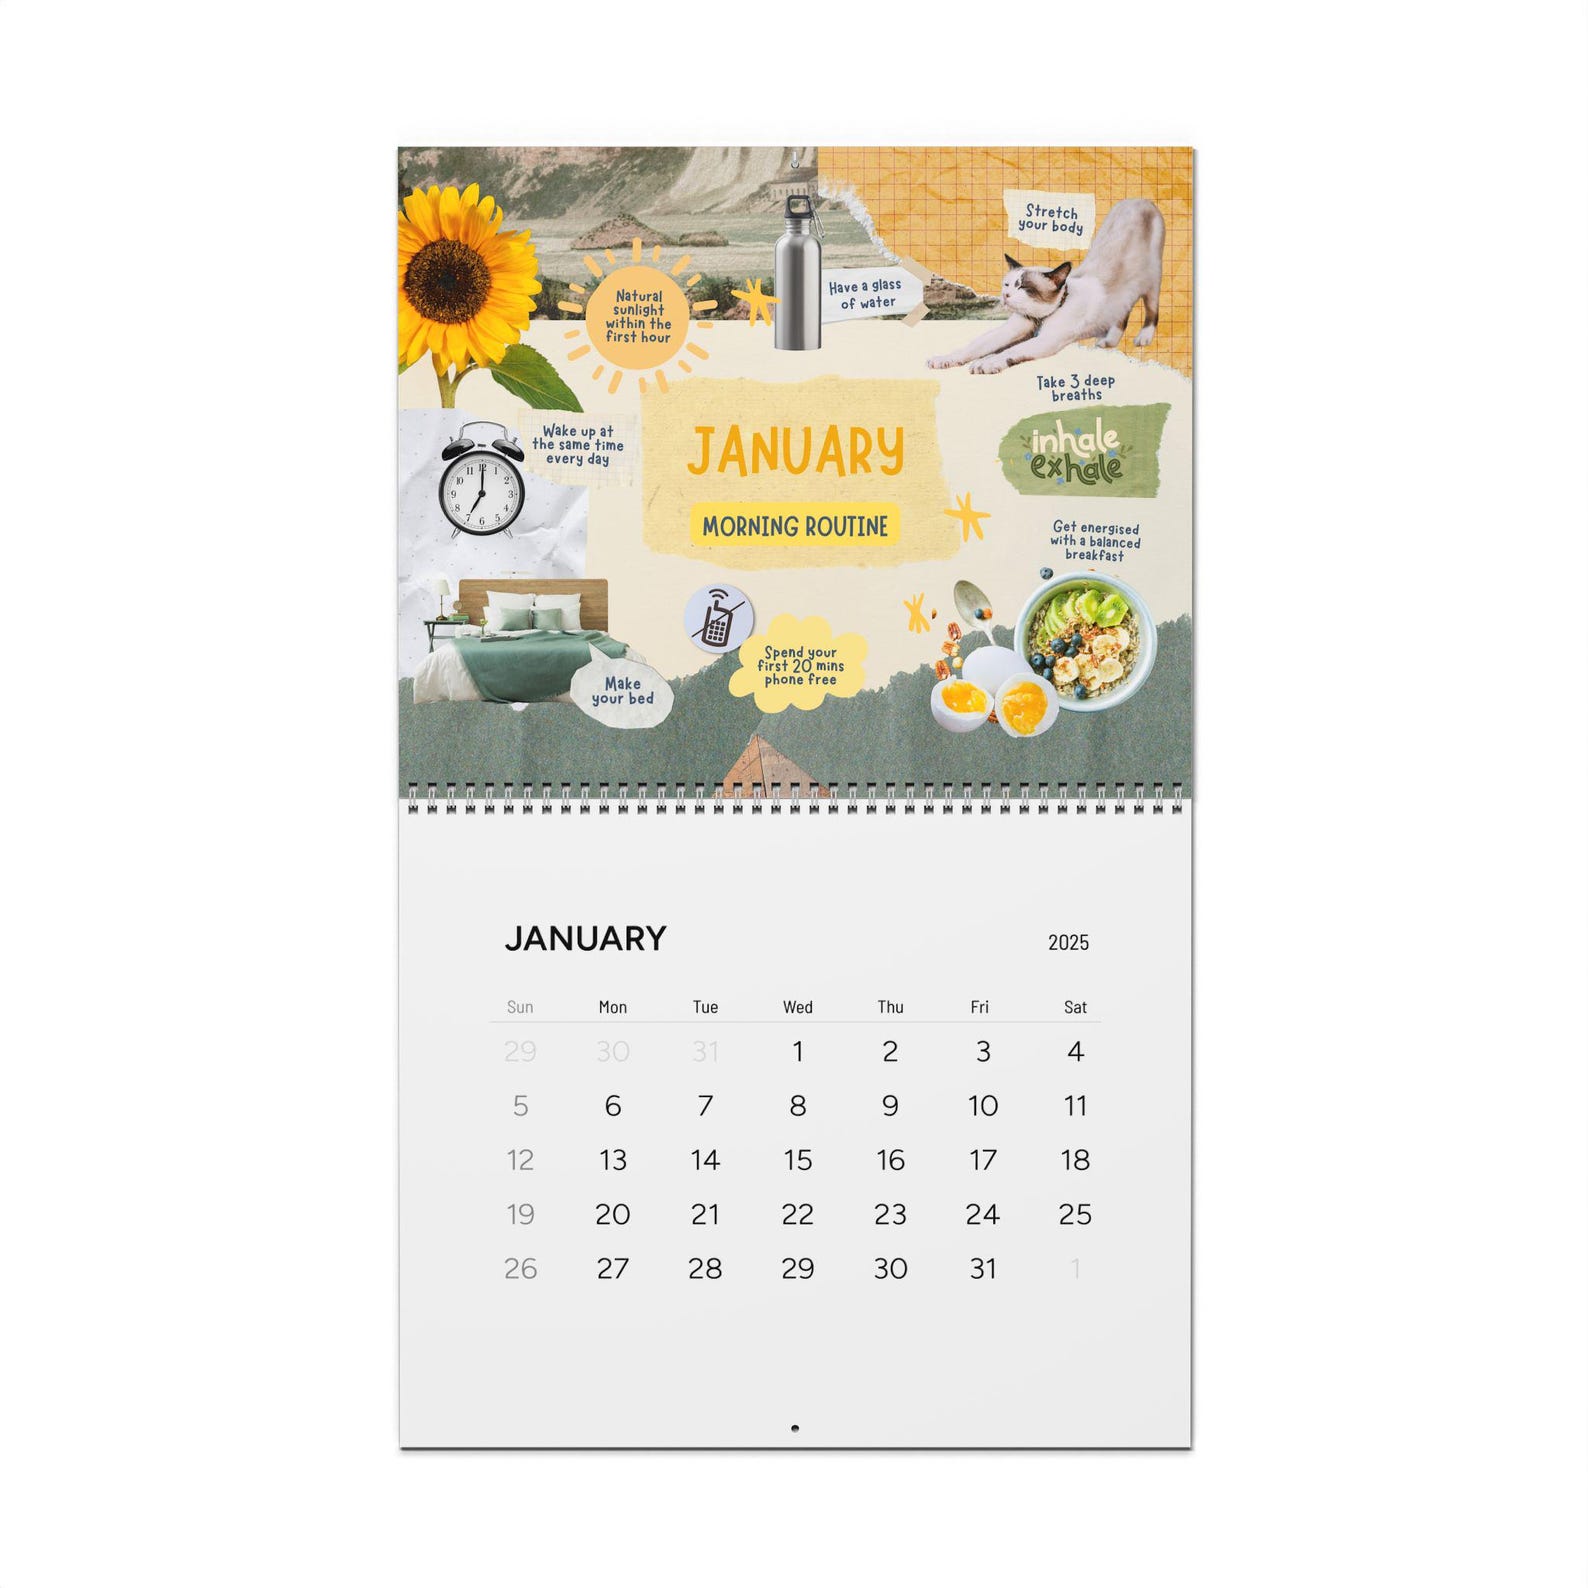 Stretch
your body
Natural
sunlight
within the
first hour
Have a glass
of water
Take 3 deep
breaths
Wake up at
the same time
every day
JANUARY
inhale
exhale
MORNING ROUTINE
Get energised
with a balanced
breakfast
Spend your
first 20 mins
phone free
Make
your bed
JANUARY 2025
Sun Mon Tue Wed Thu Fri Sat
29 30 31 1 2 3 4
5 6 7 8 9 10 11
12 13 14 15 16 17 18
19 20 21 22 23 24 25
26 27 28 29 30 31 1